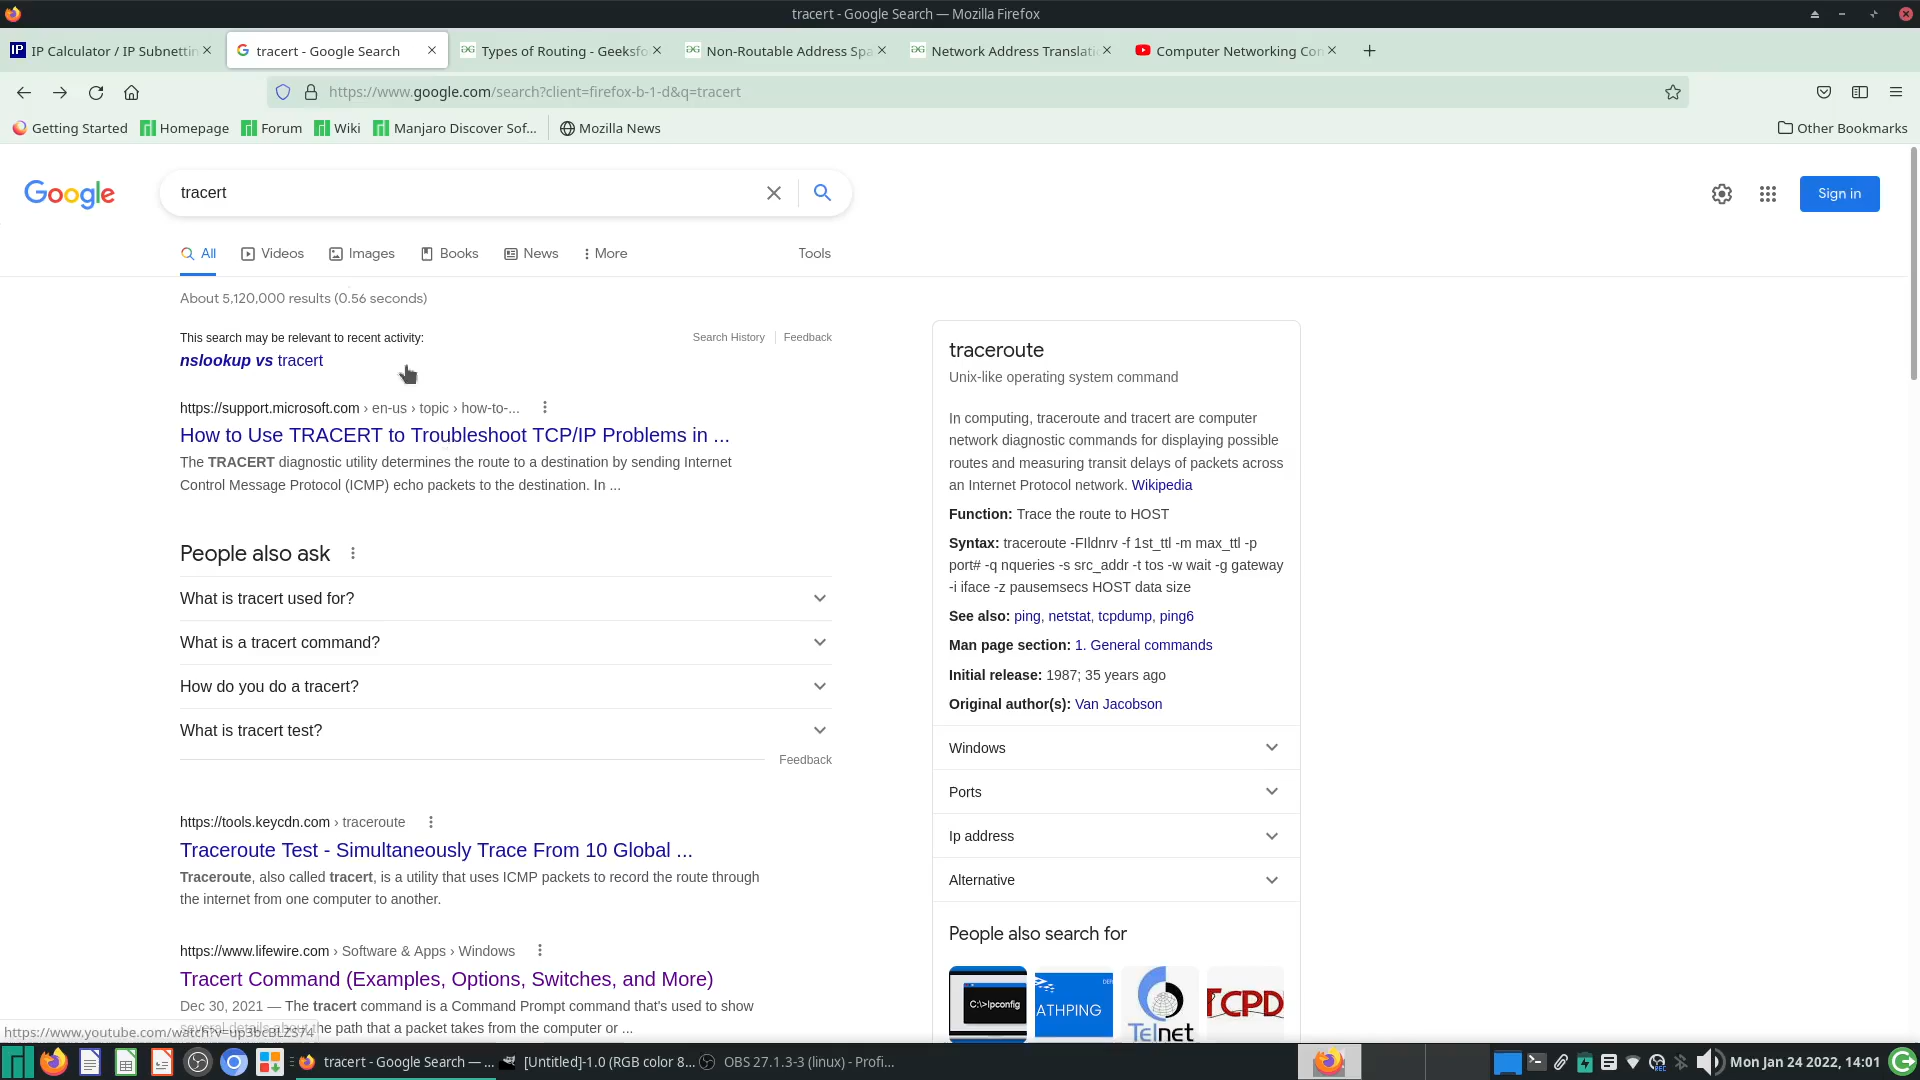 tracert - Google Search — Mozilla Firefox
IP Calculator / IP Subnettin
tracert - Google Search
Types of Routing - Geeksfo
Non-Routable Address Spa
Network Address Translati
Computer Networking Con
https://www.google.com/search?client=firefox-b-1-d&q=tracert
Getting Started
Homepage
Forum
Wiki
Manjaro Discover Sof...
Mozilla News
Other Bookmarks
Google
tracert
Sign in
All
Videos
Images
Books
News
More
Tools
About 5,120,000 results (0.56 seconds)
This search may be relevant to recent activity:
Search History
Feedback
nslookup vs tracert
https://support.microsoft.com › en-us › topic › how-to-...
How to Use TRACERT to Troubleshoot TCP/IP Problems in ...
The TRACERT diagnostic utility determines the route to a destination by sending Internet
Control Message Protocol (ICMP) echo packets to the destination. In ...
People also ask
What is tracert used for?
What is a tracert command?
How do you do a tracert?
What is tracert test?
Feedback
https://tools.keycdn.com › traceroute
Traceroute Test - Simultaneously Trace From 10 Global ...
Traceroute, also called tracert, is a utility that uses ICMP packets to record the route through
the internet from one computer to another.
https://www.lifewire.com › Software & Apps › Windows
Tracert Command (Examples, Options, Switches, and More)
Dec 30, 2021 — The tracert command is a Command Prompt command that's used to show
several details about the path that a packet takes from the computer or ...
traceroute
Unix-like operating system command
In computing, traceroute and tracert are computer
network diagnostic commands for displaying possible
routes and measuring transit delays of packets across
an Internet Protocol network. Wikipedia
Function: Trace the route to HOST
Syntax: traceroute -FIldnrv -f 1st_ttl -m max_ttl -p
port# -q nqueries -s src_addr -t tos -w wait -g gateway
-i iface -z pausemsecs HOST data size
See also: ping, netstat, tcpdump, ping6
Man page section: 1. General commands
Initial release: 1987; 35 years ago
Original author(s): Van Jacobson
Windows
Ports
Ip address
Alternative
People also search for
C:\>Ipconfig
ATHPING
Telnet
TCPD
https://www.youtube.com/watch?v=up3bcBLZS74
tracert - Google Search — ...
[Untitled]-1.0 (RGB color 8...
OBS 27.1.3-3 (linux) - Profi...
Mon Jan 24 2022, 14:01